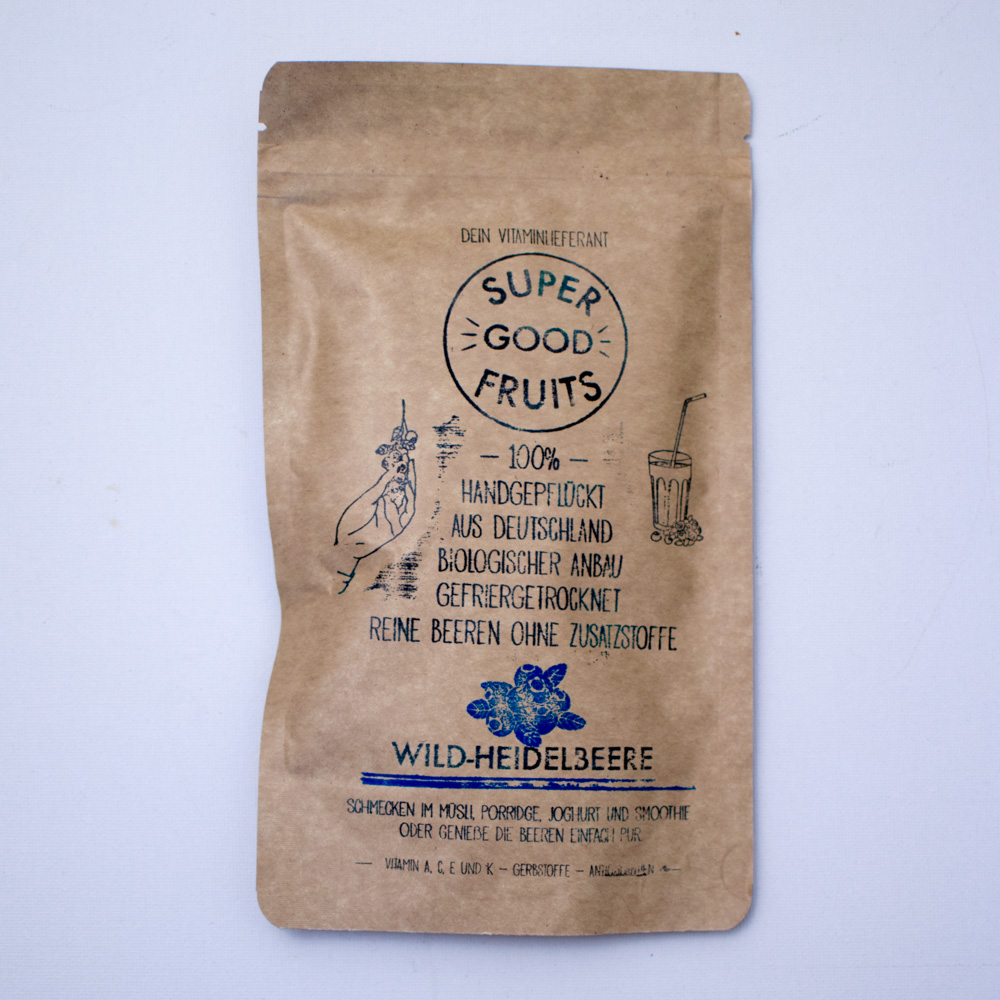 DEIN VITAMINLIEFERANT
SUPER
GOOD
FRUITS
— 100% —
HANDGEPFLÜCKT
AUS DEUTSCHLAND
BIOLOGISCHER ANBAU
GEFRIERGETROCKNET
REINE BEEREN OHNE ZUSATZSTOFFE
WILD-HEIDELBEERE
SCHMECKEN IM MÜSLI, PORRIDGE, JOGHURT UND SMOOTHIE
ODER GENIEßE DIE BEEREN EINFACH PUR.
— VITAMIN A, C, E UND K – GERBSTOFFE –